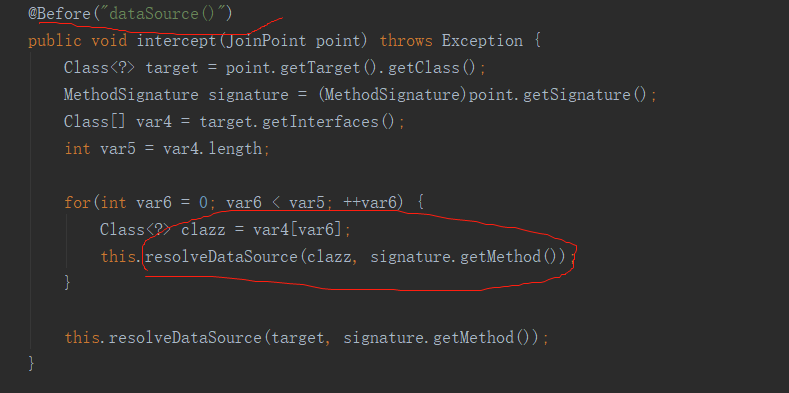 @Before("dataSource()")
public void intercept(JoinPoint point) throws Exception {
    Class<?> target = point.getTarget().getClass();
    MethodSignature signature = (MethodSignature)point.getSignature();
    Class[] var4 = target.getInterfaces();
    int var5 = var4.length;

    for(int var6 = 0; var6 < var5; ++var6) {
        Class<?> clazz = var4[var6];
        this.resolveDataSource(clazz, signature.getMethod());
    }

    this.resolveDataSource(target, signature.getMethod());
}